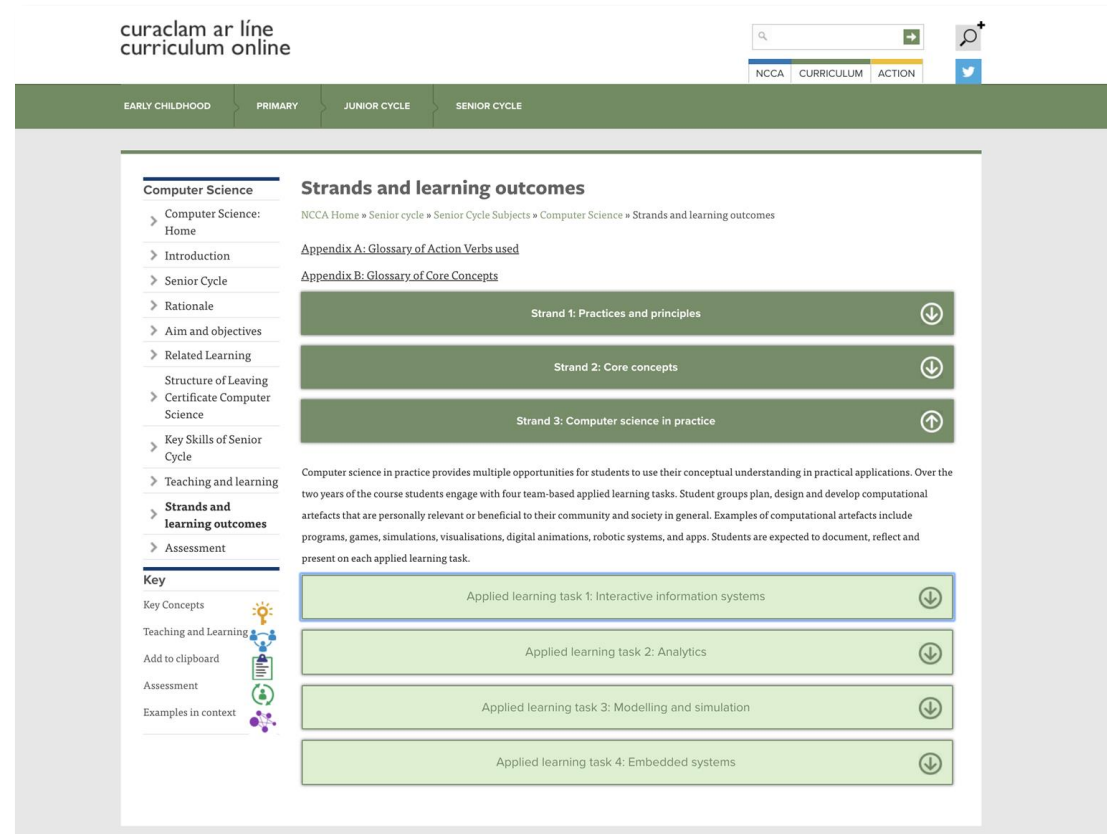 curaclam ar líne
curriculum online
NCCA CURRICULUM ACTION
EARLY CHILDHOOD PRIMARY JUNIOR CYCLE SENIOR CYCLE
Computer Science
Computer Science:
Home
Introduction
Senior Cycle
Rationale
Aim and objectives
Related Learning
Structure of Leaving
Certificate Computer
Science
Key Skills of Senior
Cycle
Teaching and learning
Strands and
learning outcomes
Assessment
Key
Key Concepts
Teaching and Learning
Add to clipboard
Assessment
Examples in context
Strands and learning outcomes
NCCA Home » Senior cycle » Senior Cycle Subjects » Computer Science » Strands and learning outcomes
Appendix A: Glossary of Action Verbs used
Appendix B: Glossary of Core Concepts
Strand 1: Practices and principles
Strand 2: Core concepts
Strand 3: Computer science in practice
Computer science in practice provides multiple opportunities for students to use their conceptual understanding in practical applications. Over the
two years of the course students engage with four team-based applied learning tasks. Student groups plan, design and develop computational
artefacts that are personally relevant or beneficial to their community and society in general. Examples of computational artefacts include
programs, games, simulations, visualisations, digital animations, robotic systems, and apps. Students are expected to document, reflect and
present on each applied learning task.
Applied learning task 1: Interactive information systems
Applied learning task 2: Analytics
Applied learning task 3: Modelling and simulation
Applied learning task 4: Embedded systems